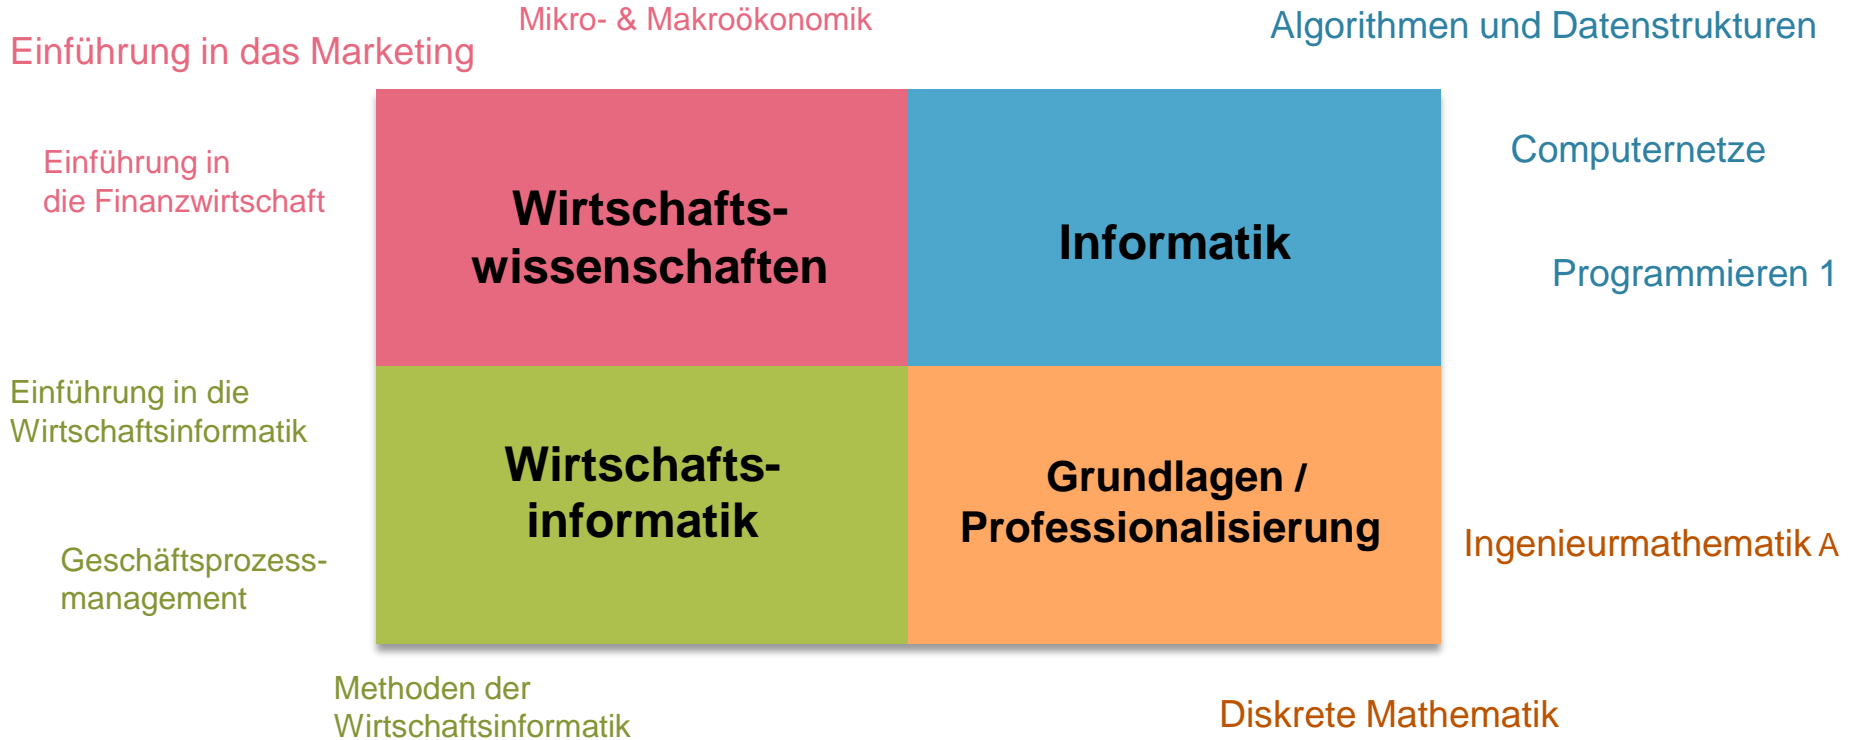 Mikro- & Makroökonomik
Algorithmen und Datenstrukturen
Einführung in das Marketing
Einführung in
die Finanzwirtschaft
Computernetze
Wirtschafts-
wissenschaften
Informatik
Programmieren 1
Einführung in die
Wirtschaftsinformatik
Wirtschafts-
informatik
Grundlagen /
Professionalisierung
Ingenieurmathematik A
Geschäftsprozess-
management
Methoden der
Wirtschaftsinformatik
Diskrete Mathematik